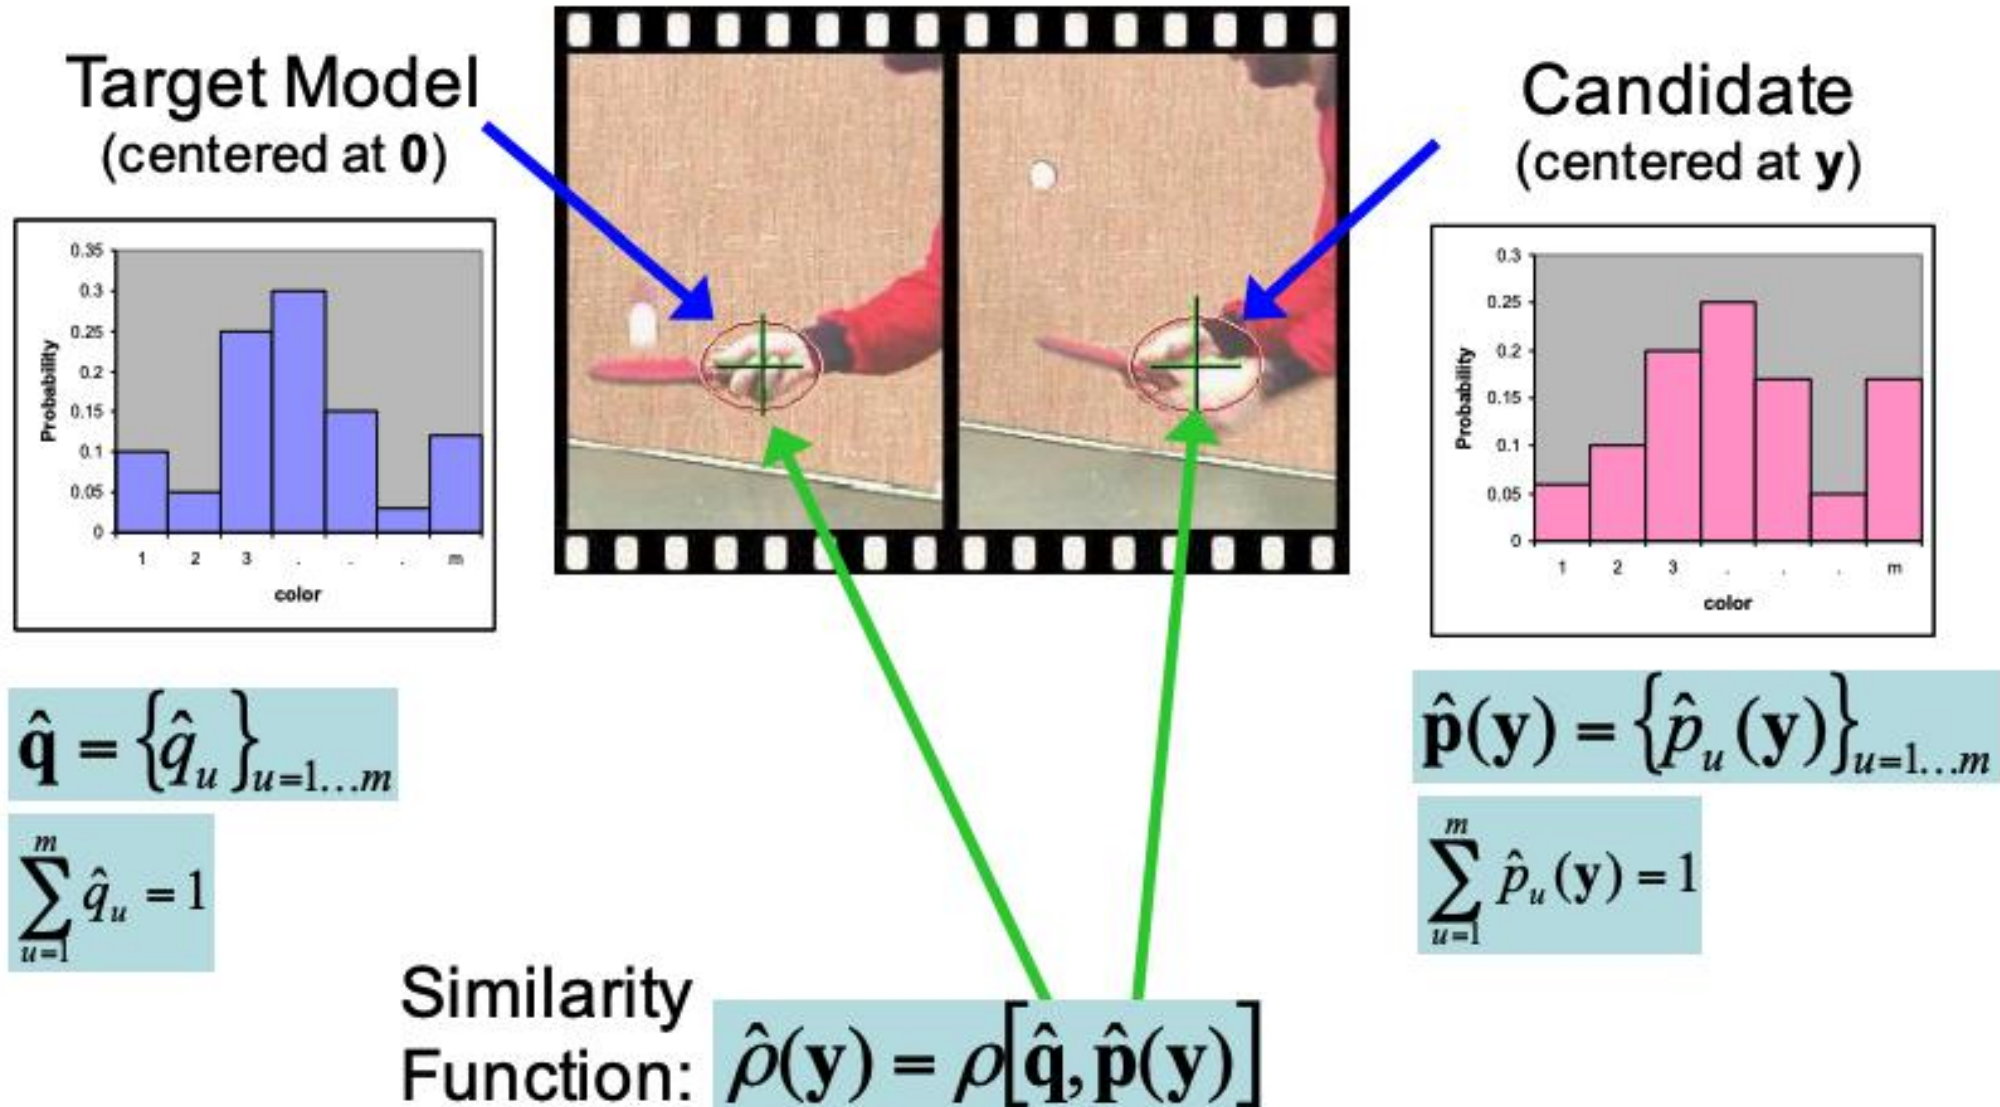 Target Model
(centered at 0)
Candidate
(centered at y)
0.35
0.3
0.25
0.2
0.15
0.1
0.05
0
Probability
1 2 3 . . . m
color
0.3
0.25
0.2
0.15
0.1
0.05
0
Probability
1 2 3 . . . m
color
q̂ = {q̂_u}_{u=1…m}
∑_{u=1}^{m} q̂_u = 1
p̂(y) = {p̂_u(y)}_{u=1…m}
∑_{u=1}^{m} p̂_u(y) = 1
Similarity
Function: ρ̂(y) = ρ[q̂, p̂(y)]